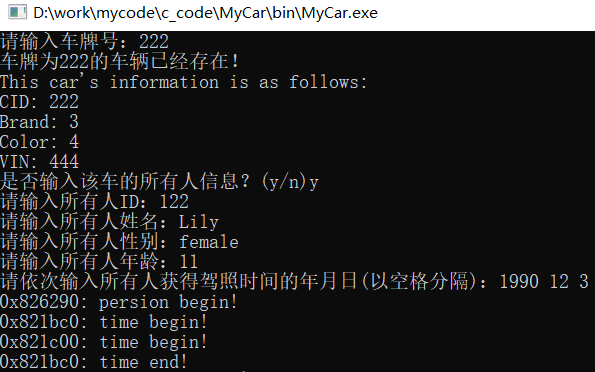 D:\work\mycode\c_code\MyCar\bin\MyCar.exe
请输入车牌号：222
车牌为222的车辆已经存在！
This car's information is as follows:
CID: 222
Brand: 3
Color: 4
VIN: 444
是否输入该车的所有人信息？(y/n)y
请输入所有人ID：122
请输入所有人姓名：Lily
请输入所有人性别：female
请输入所有人年龄：11
请依次输入所有人获得驾照时间的年月日(以空格分隔)：1990 12 3
0x826290: persion begin!
0x821bc0: time begin!
0x821c00: time begin!
0x821bc0: time end!